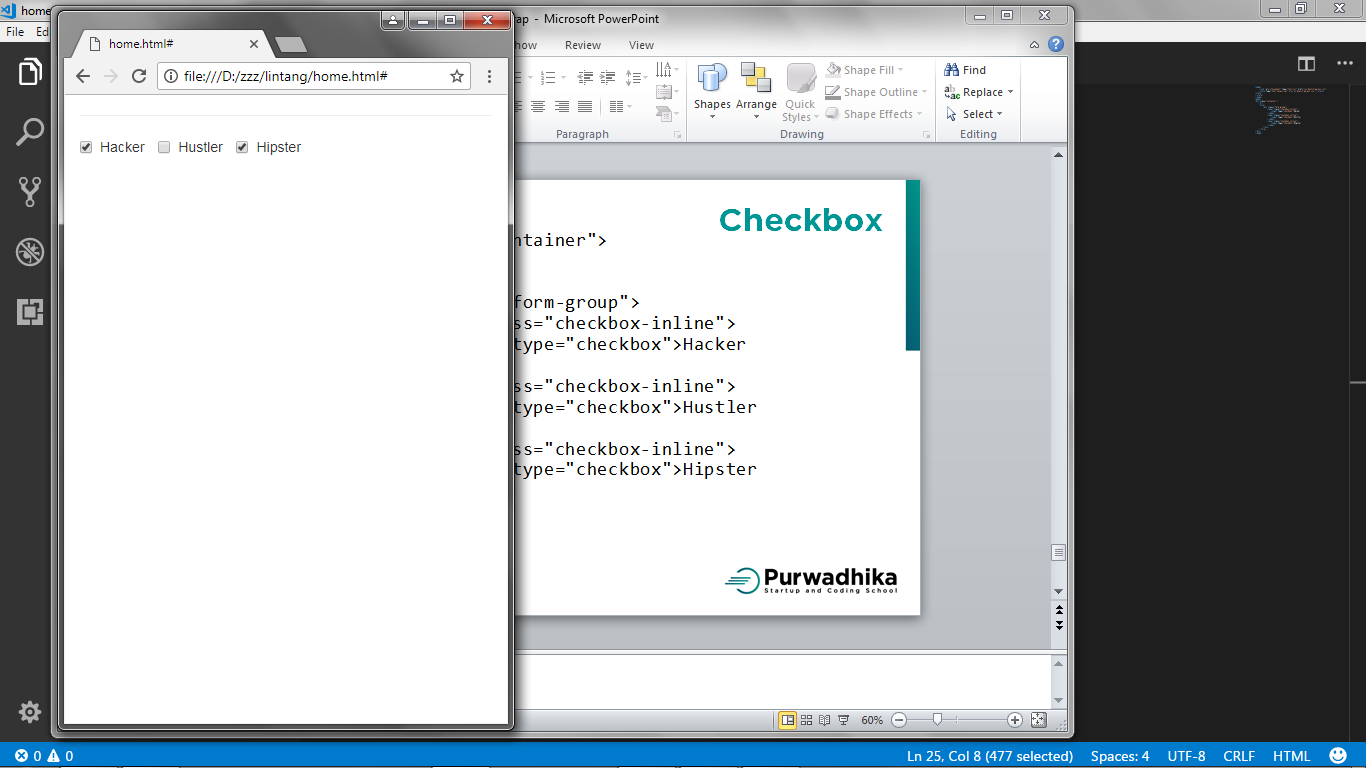 home
File Ed
home.html#
file:///D:/zzz/lintang/home.html#
Hacker Hustler Hipster
ap - Microsoft PowerPoint
how Review View
Shapes
Arrange
Quick
Styles
Shape Fill
Shape Outline
Shape Effects
Find
Replace
Select
Paragraph
Drawing
Editing
Checkbox
ntainer">
form-group">
ss="checkbox-inline">
type="checkbox">Hacker
ss="checkbox-inline">
type="checkbox">Hustler
ss="checkbox-inline">
type="checkbox">Hipster
Purwadhika
Startup and Coding School
60%
0 0
Ln 25, Col 8 (477 selected) Spaces: 4 UTF-8 CRLF HTML